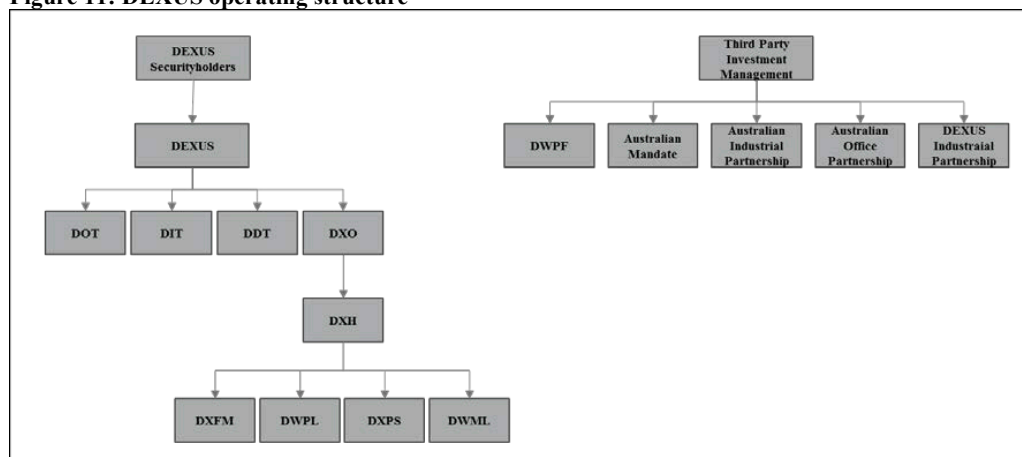 Figure 11: DEXUS operating structure
DEXUS
Securityholders
Third Party
Investment
Management
DEXUS
DWPF
Australian
Mandate
Australian
Industrial
Partnership
Australian
Office
Partnership
DEXUS
Industraial
Partnership
DOT
DIT
DDT
DXO
DXH
DXFM
DWPL
DXPS
DWML